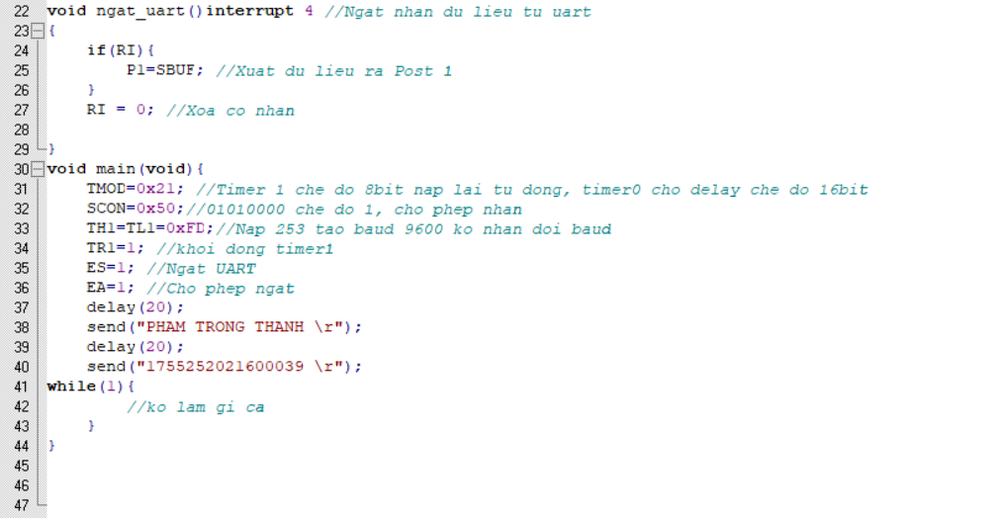 22 void ngat_uart()interrupt 4 //Ngat nhan du lieu tu uart
23 {
24     if(RI){
25         P1=SBUF; //Xuat du lieu ra Post 1
26     }
27     RI = 0; //Xoa co nhan
28
29 }
30 void main(void){
31     TMOD=0x21; //Timer 1 che do 8bit nap lai tu dong, timer0 cho delay che do 16bit
32     SCON=0x50;//01010000 che do 1, cho phep nhan
33     TH1=TL1=0xFD;//Nap 253 tao baud 9600 ko nhan doi baud
34     TR1=1; //khoi dong timer1
35     ES=1; //Ngat UART
36     EA=1; //Cho phep ngat
37     delay(20);
38     send("PHAM TRONG THANH \r");
39     delay(20);
40     send("1755252021600039 \r");
41 while(1){
42         //ko lam gi ca
43     }
44 }
45
46
47